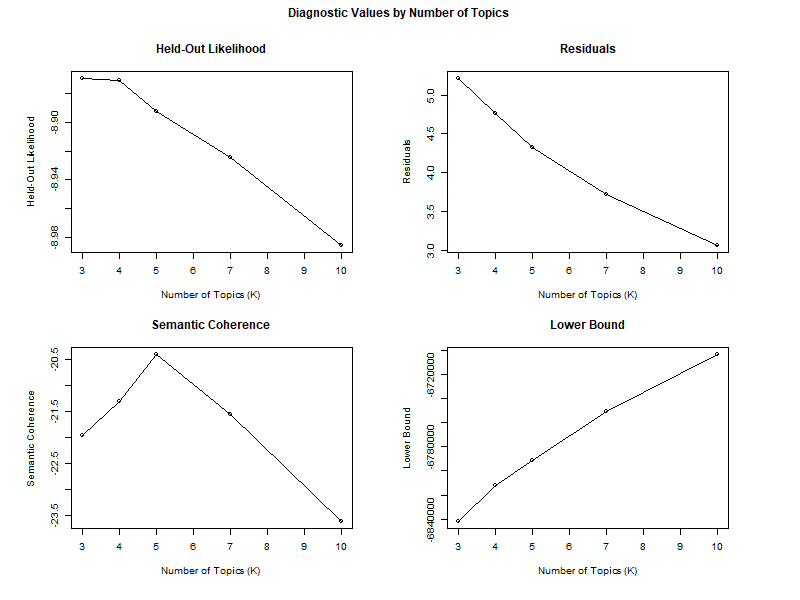 Diagnostic Values by Number of Topics
Held-Out Likelihood
Held-Out Likelihood
-8.90
-8.94
-8.98
3 4 5 6 7 8 9 10
Number of Topics (K)
Residuals
Residuals
5.0
4.5
4.0
3.5
3.0
3 4 5 6 7 8 9 10
Number of Topics (K)
Semantic Coherence
Semantic Coherence
-20.5
-21.5
-22.5
-23.5
3 4 5 6 7 8 9 10
Number of Topics (K)
Lower Bound
Lower Bound
-6720000
-6780000
-6840000
3 4 5 6 7 8 9 10
Number of Topics (K)